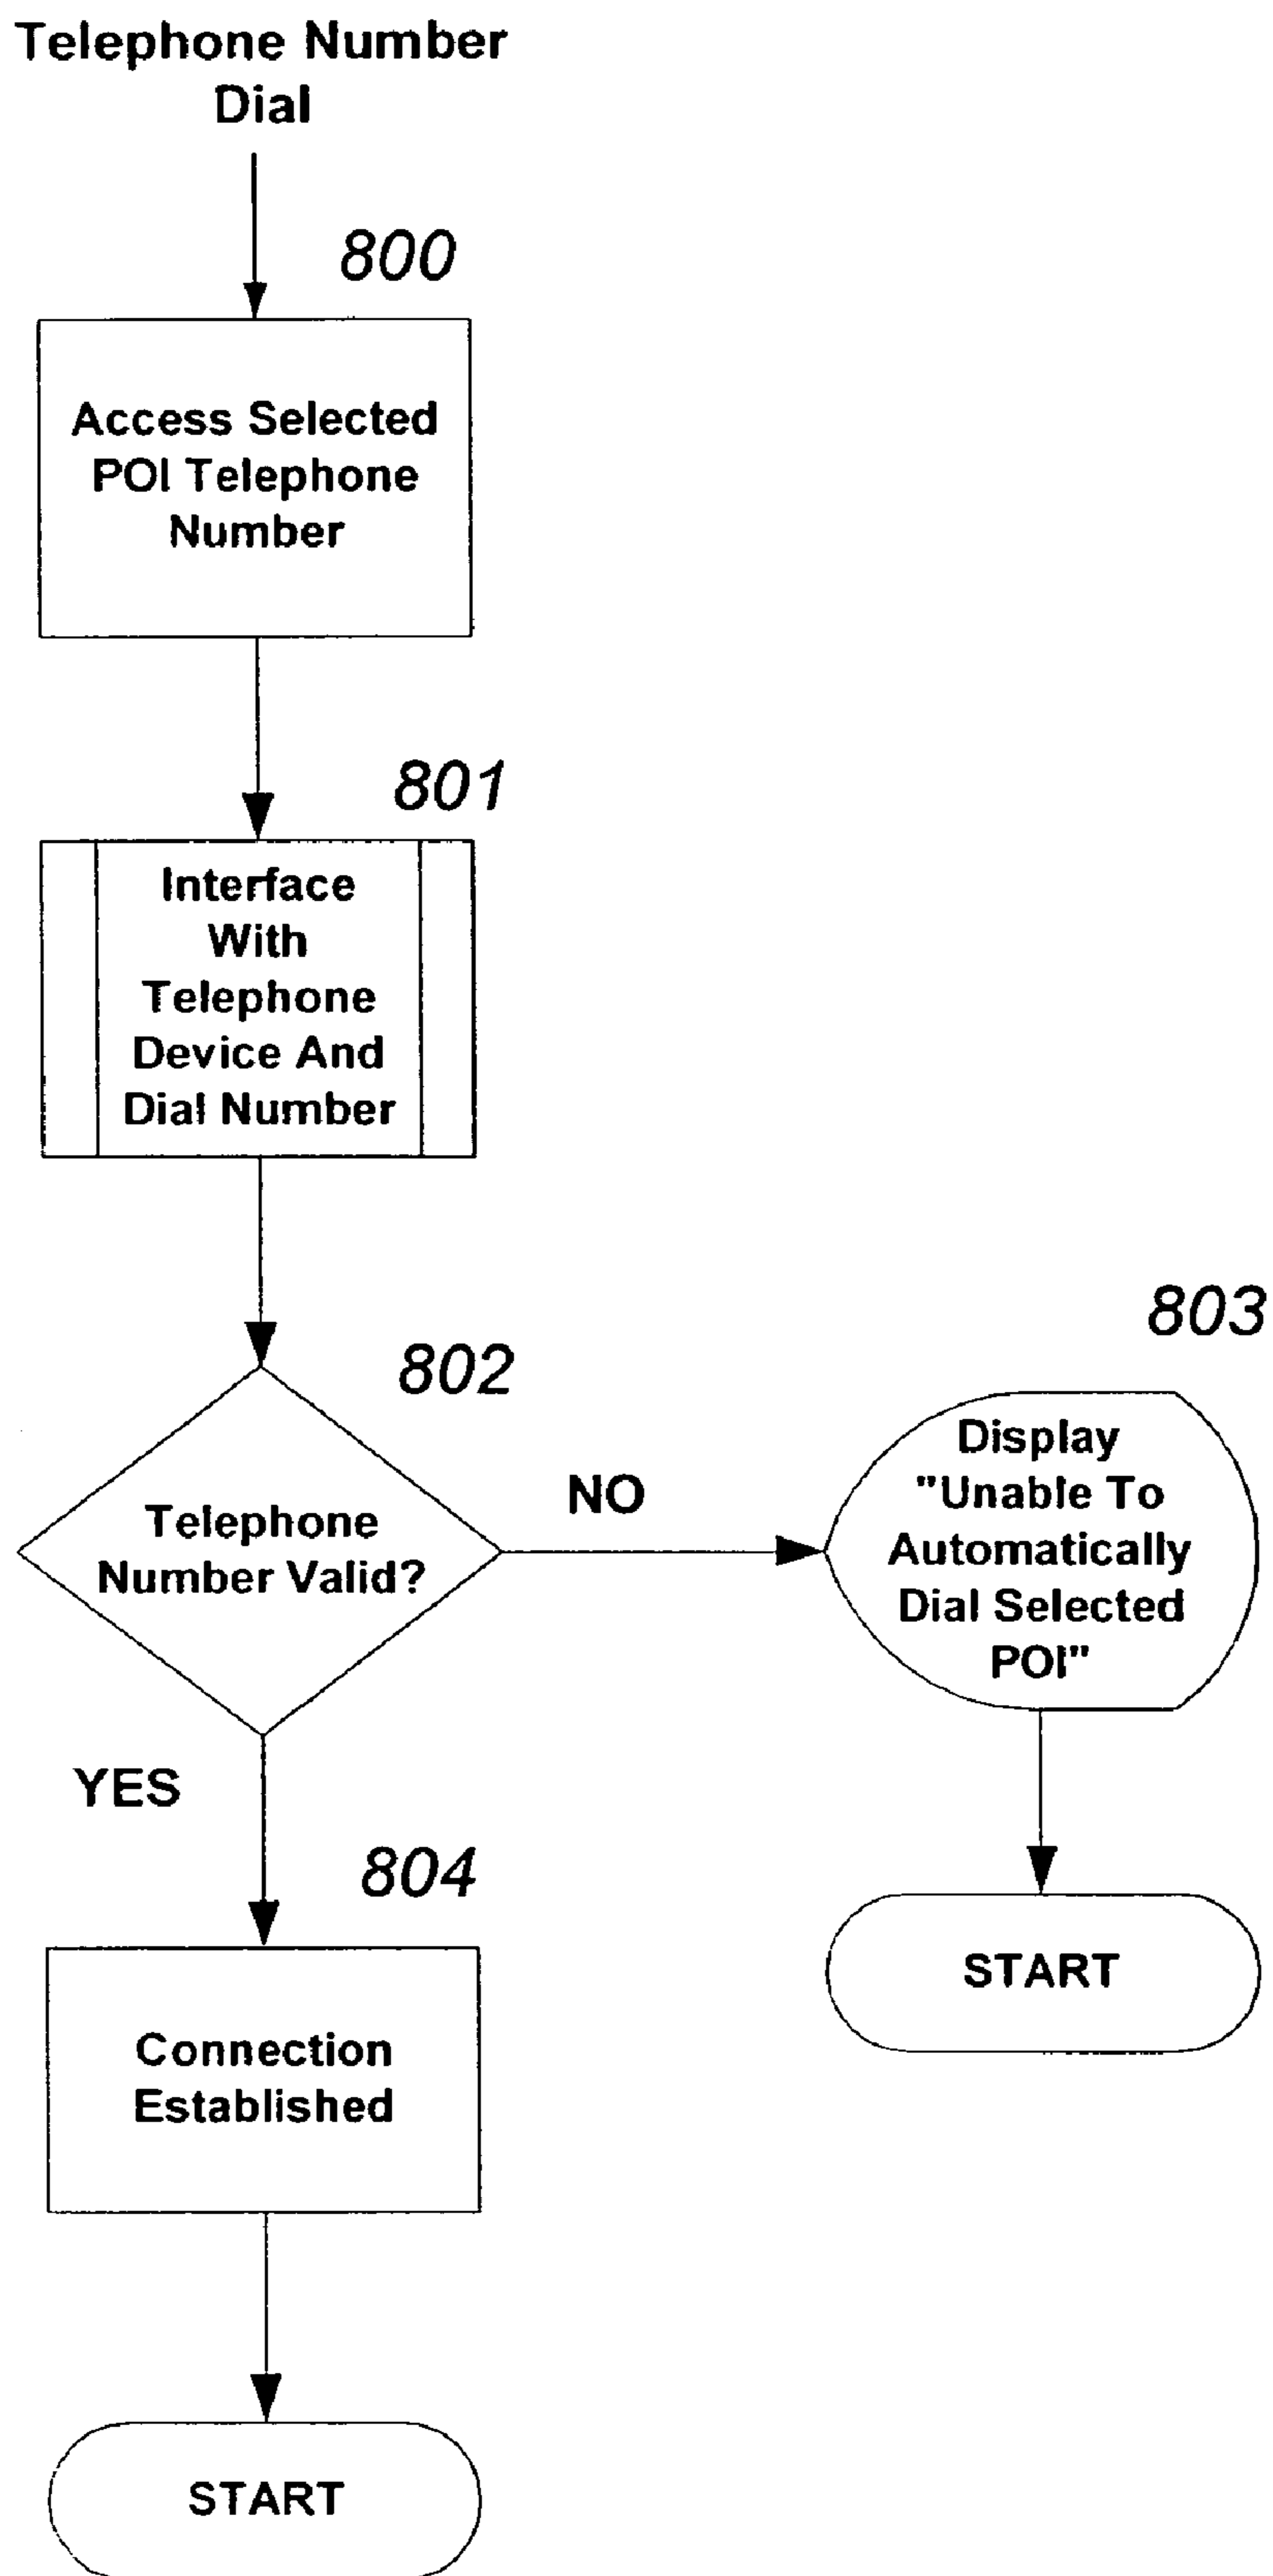 Telephone Number
Dial
800
Access Selected
POI Telephone
Number
801
Interface
With
Telephone
Device And
Dial Number
802
Telephone
Number Valid?
NO
803
Display
"Unable To
Automatically
Dial Selected
POI"
START
YES
804
Connection
Established
START